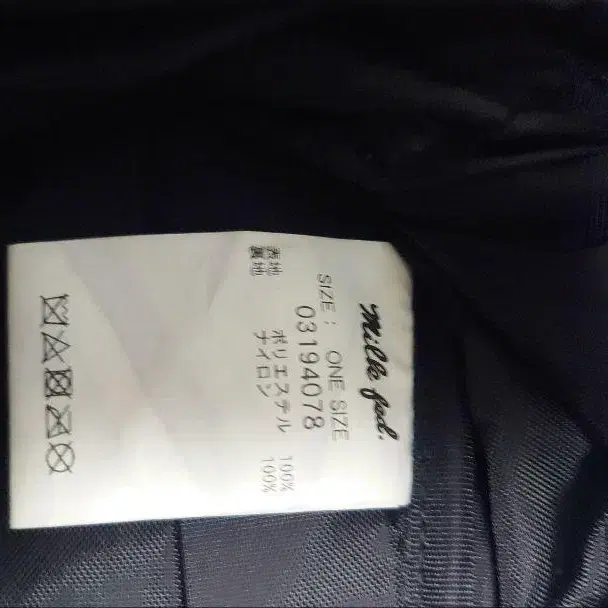 Milk fed.
SIZE : ONE SIZE
03194078
表地 ポリエステル 100%
裏地 ナイロン 100%